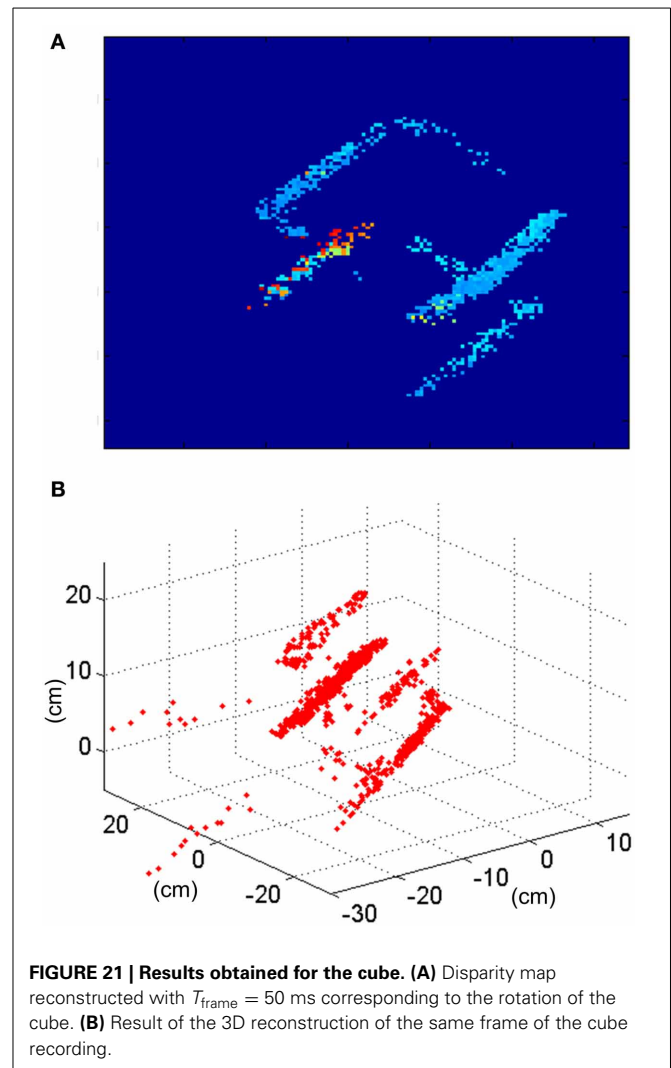 A
B
20
10
0
(cm)
20
0
-20
(cm)
-30
-20
-10
0
10
(cm)
FIGURE 21 | Results obtained for the cube. (A) Disparity map
reconstructed with Tframe = 50 ms corresponding to the rotation of the
cube. (B) Result of the 3D reconstruction of the same frame of the cube
recording.